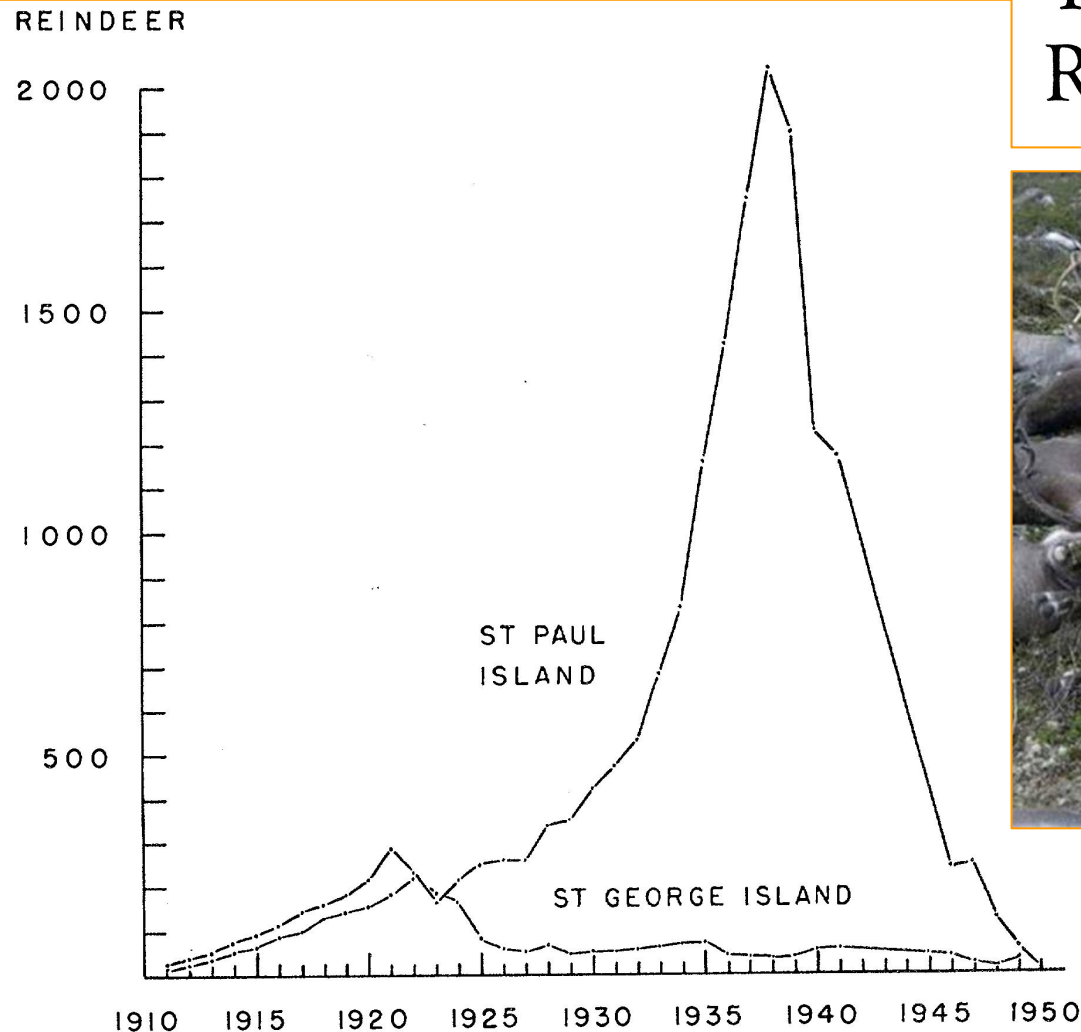 REINDEER
2000
1500
1000
500
ST PAUL
ISLAND
ST GEORGE ISLAND
1910 1915 1920 1925 1930 1935 1940 1945 1950
R